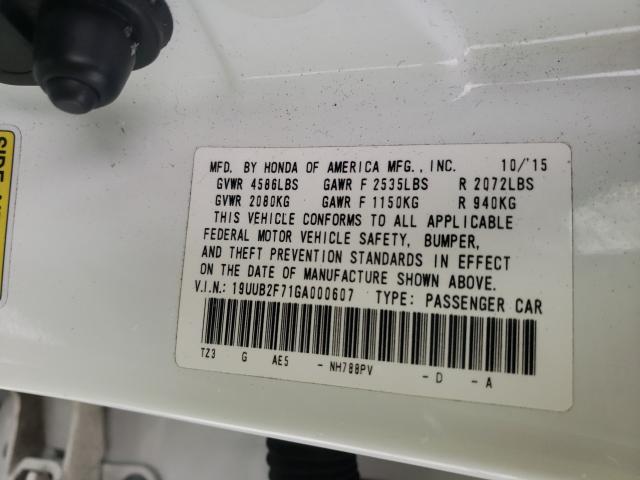 MFD. BY HONDA OF AMERICA MFG., INC. 10/'15
GVWR 4586LBS GAWR F 2535LBS R 2072LBS
GVWR 2080KG GAWR F 1150KG R 940KG
THIS VEHICLE CONFORMS TO ALL APPLICABLE
FEDERAL MOTOR VEHICLE SAFETY, BUMPER,
AND THEFT PREVENTION STANDARDS IN EFFECT
ON THE DATE OF MANUFACTURE SHOWN ABOVE.
V.I.N.: 19UUB2F71GA000607 TYPE: PASSENGER CAR
TZ3 G AE5 - NH788PV - D - A
SIDE